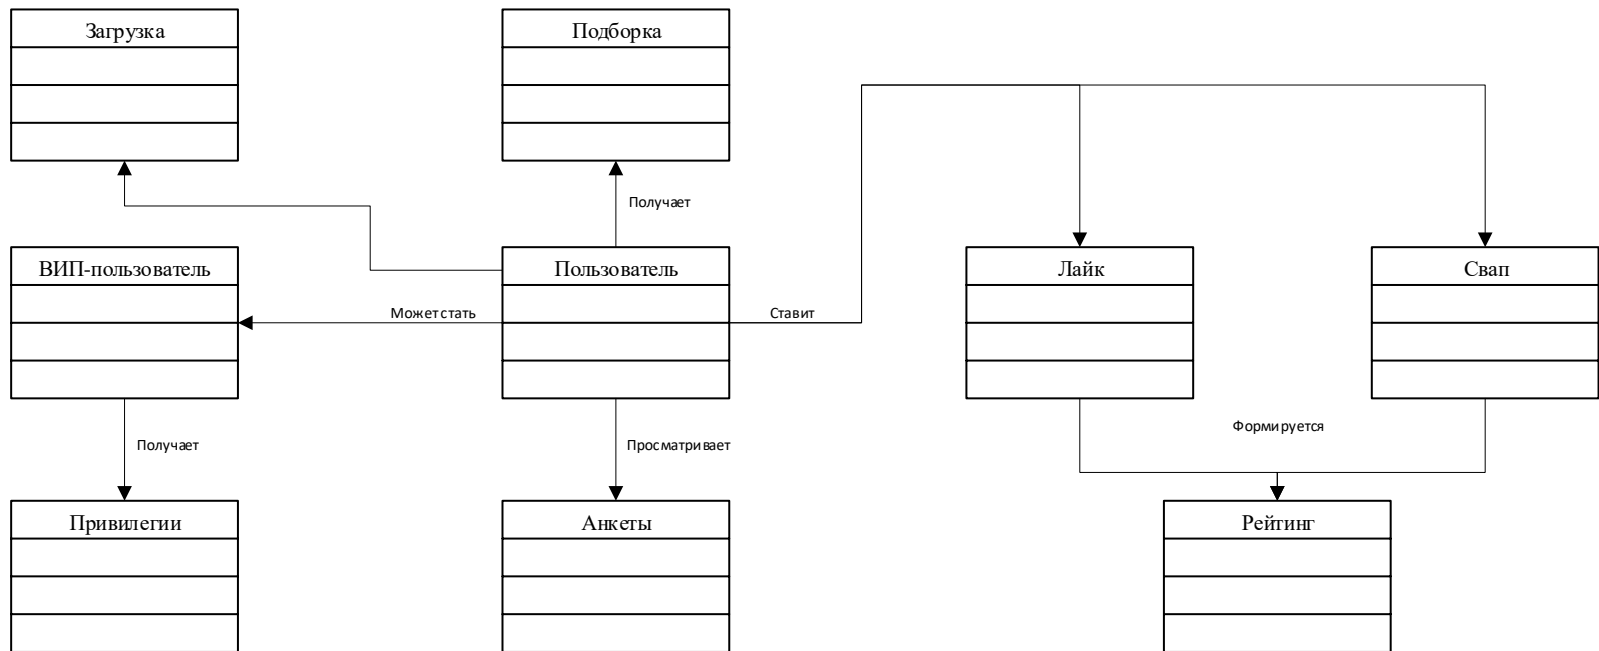 Загрузка
Подборка
Получает
ВИП-пользователь
Пользователь
Лайк
Свап
Может стать
Ставит
Получает
Просматривает
Формируется
Привилегии
Анкеты
Рейтинг